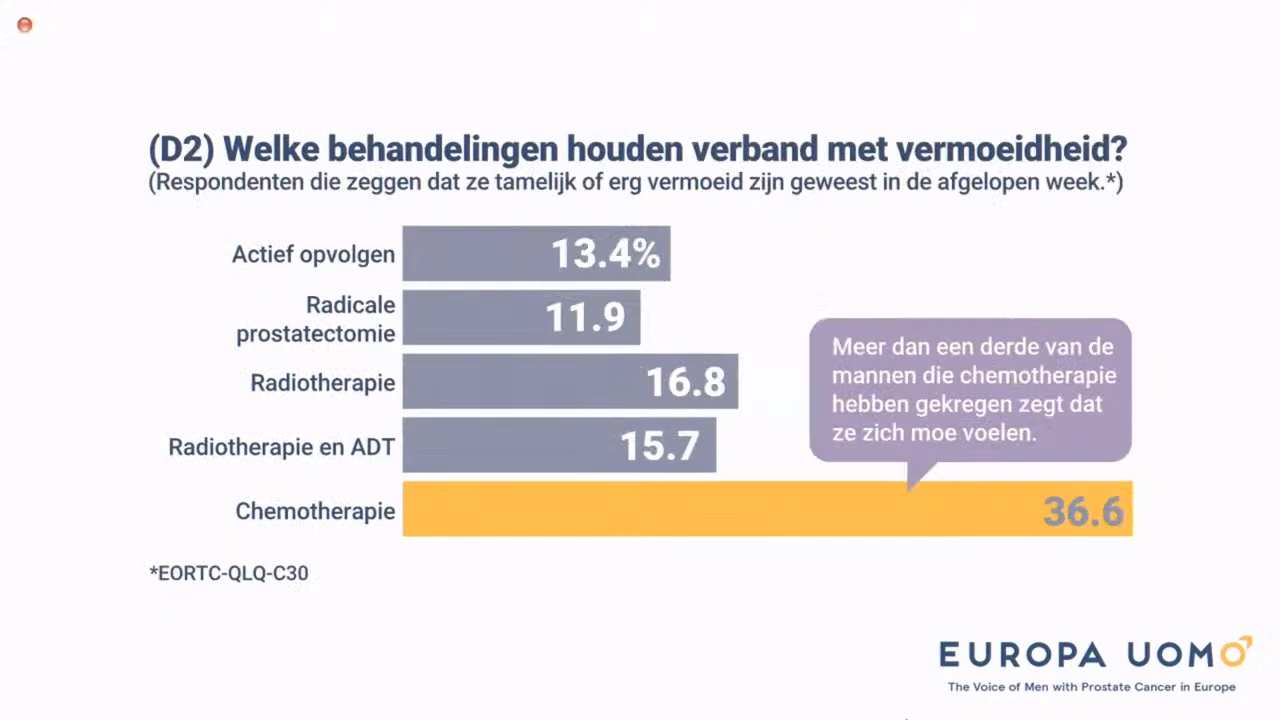 (D2) Welke behandelingen houden verband met vermoeidheid?
(Respondenten die zeggen dat ze tamelijk of erg vermoeid zijn geweest in de afgelopen week.*)
Actief opvolgen 13.4%
Radicale
prostatectomie 11.9
Radiotherapie 16.8
Radiotherapie en ADT 15.7
Chemotherapie 36.6
Meer dan een derde van de
mannen die chemotherapie
hebben gekregen zegt dat
ze zich moe voelen.
*EORTC-QLQ-C30
EUROPA UOMO
The Voice of Men with Prostate Cancer in Europe